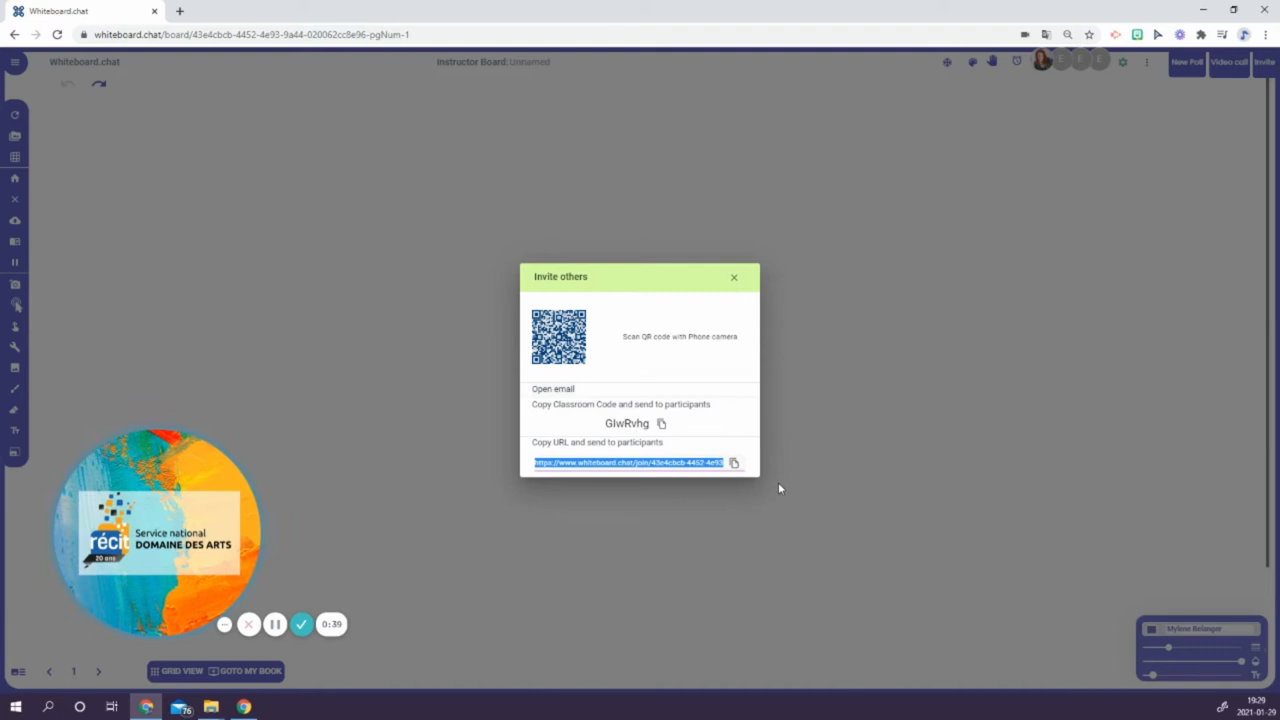 Whiteboard.chat
whiteboard.chat/board/43e4cbcb-4452-4e93-9a44-020062cc8e96-pgNum-1
Whiteboard.chat
Instructor Board: Unnamed
E E E
New Poll
Video call
Invite
Invite others
Scan QR code with Phone camera
Open email
Copy Classroom Code and send to participants
GIwRvhg
Copy URL and send to participants
https://www.whiteboard.chat/join/43e4cbcb-4452-4e93
récit
20 ans
Service national
DOMAINE DES ARTS
0:39
Mylene Belanger
Tт
1
GRID VIEW
GOTO MY BOOK
76
19:29
2021-01-29